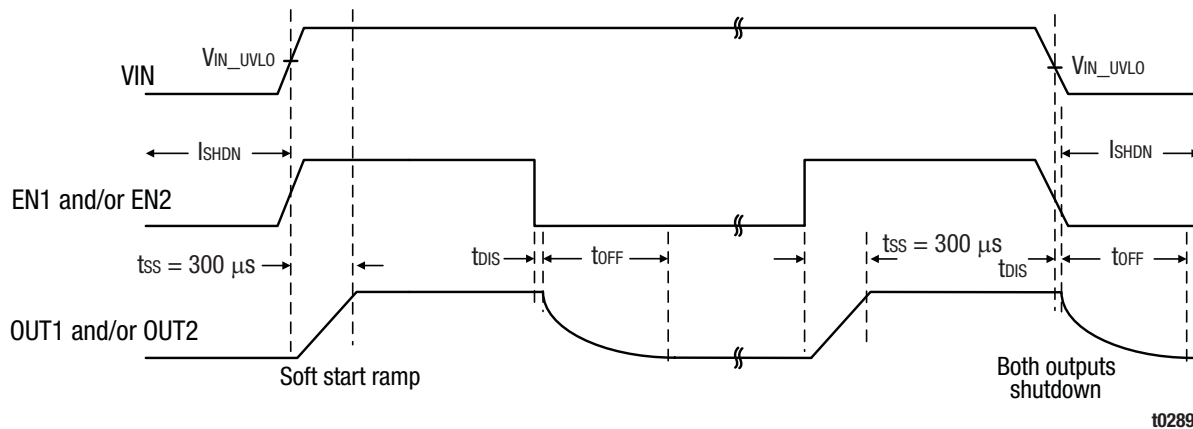 VIN
VIN_UVLO
VIN_UVLO
ISHDN
ISHDN
EN1 and/or EN2
tSS = 300 μs
tDIS
tOFF
tSS = 300 μs
tDIS
tOFF
OUT1 and/or OUT2
Soft start ramp
Both outputs
shutdown
t0289